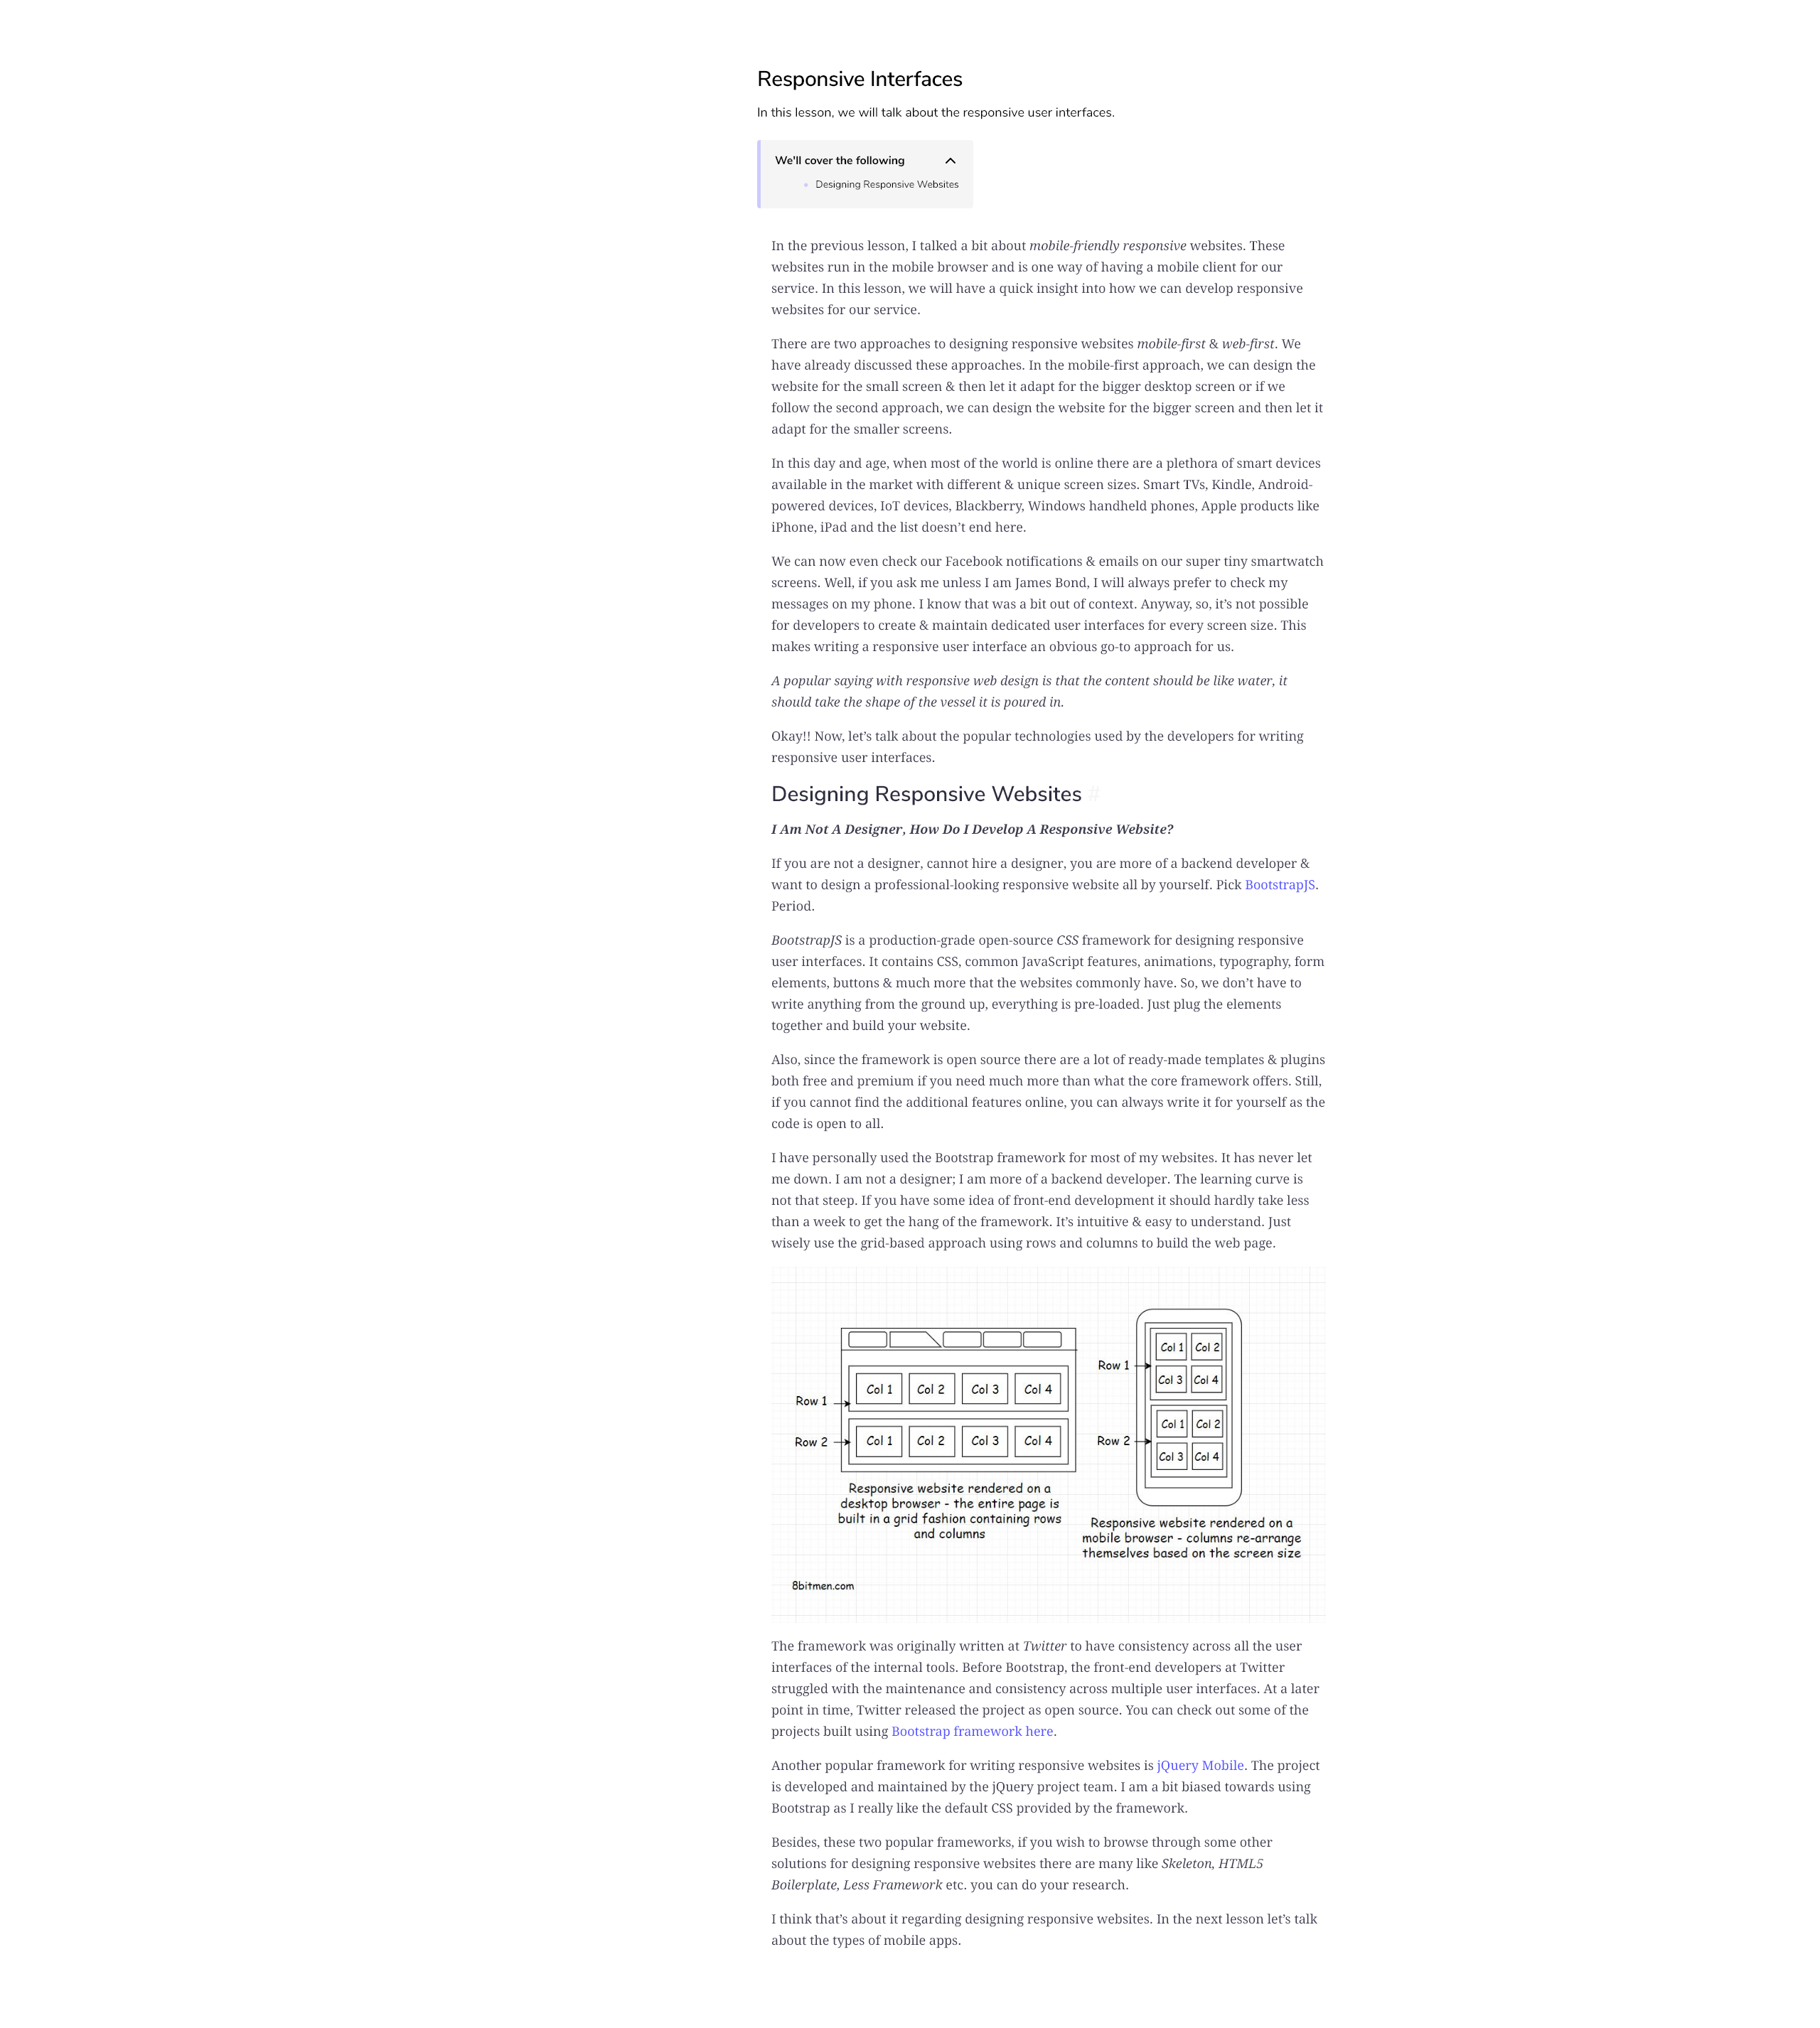 Responsive Interfaces
In this lesson, we will talk about the responsive user interfaces.
We'll cover the following
Designing Responsive Websites
In the previous lesson, I talked a bit about mobile-friendly responsive websites. These
websites run in the mobile browser and is one way of having a mobile client for our
service. In this lesson, we will have a quick insight into how we can develop responsive
websites for our service.
There are two approaches to designing responsive websites mobile-first & web-first. We
have already discussed these approaches. In the mobile-first approach, we can design the
website for the small screen & then let it adapt for the bigger desktop screen or if we
follow the second approach, we can design the website for the bigger screen and then let it
adapt for the smaller screens.
In this day and age, when most of the world is online there are a plethora of smart devices
available in the market with different & unique screen sizes. Smart TVs, Kindle, Android-
powered devices, IoT devices, Blackberry, Windows handheld phones, Apple products like
iPhone, iPad and the list doesn’t end here.
We can now even check our Facebook notifications & emails on our super tiny smartwatch
screens. Well, if you ask me unless I am James Bond, I will always prefer to check my
messages on my phone. I know that was a bit out of context. Anyway, so, it’s not possible
for developers to create & maintain dedicated user interfaces for every screen size. This
makes writing a responsive user interface an obvious go-to approach for us.
A popular saying with responsive web design is that the content should be like water, it
should take the shape of the vessel it is poured in.
Okay!! Now, let’s talk about the popular technologies used by the developers for writing
responsive user interfaces.
Designing Responsive Websites #
I Am Not A Designer, How Do I Develop A Responsive Website?
If you are not a designer, cannot hire a designer, you are more of a backend developer &
want to design a professional-looking responsive website all by yourself. Pick BootstrapJS.
Period.
BootstrapJS is a production-grade open-source CSS framework for designing responsive
user interfaces. It contains CSS, common JavaScript features, animations, typography, form
elements, buttons & much more that the websites commonly have. So, we don’t have to
write anything from the ground up, everything is pre-loaded. Just plug the elements
together and build your website.
Also, since the framework is open source there are a lot of ready-made templates & plugins
both free and premium if you need much more than what the core framework offers. Still,
if you cannot find the additional features online, you can always write it for yourself as the
code is open to all.
I have personally used the Bootstrap framework for most of my websites. It has never let
me down. I am not a designer; I am more of a backend developer. The learning curve is
not that steep. If you have some idea of front-end development it should hardly take less
than a week to get the hang of the framework. It’s intuitive & easy to understand. Just
wisely use the grid-based approach using rows and columns to build the web page.
Row 1
Col 1 Col 2 Col 3 Col 4
Row 2
Col 1 Col 2 Col 3 Col 4
Responsive website rendered on a
desktop browser - the entire page is
built in a grid fashion containing rows
and columns
Row 1
Col 1 Col 2
Col 3 Col 4
Row 2
Col 1 Col 2
Col 3 Col 4
Responsive website rendered on a
mobile browser - columns re-arrange
themselves based on the screen size
8bitmen.com
The framework was originally written at Twitter to have consistency across all the user
interfaces of the internal tools. Before Bootstrap, the front-end developers at Twitter
struggled with the maintenance and consistency across multiple user interfaces. At a later
point in time, Twitter released the project as open source. You can check out some of the
projects built using Bootstrap framework here.
Another popular framework for writing responsive websites is jQuery Mobile. The project
is developed and maintained by the jQuery project team. I am a bit biased towards using
Bootstrap as I really like the default CSS provided by the framework.
Besides, these two popular frameworks, if you wish to browse through some other
solutions for designing responsive websites there are many like Skeleton, HTML5
Boilerplate, Less Framework etc. you can do your research.
I think that’s about it regarding designing responsive websites. In the next lesson let’s talk
about the types of mobile apps.